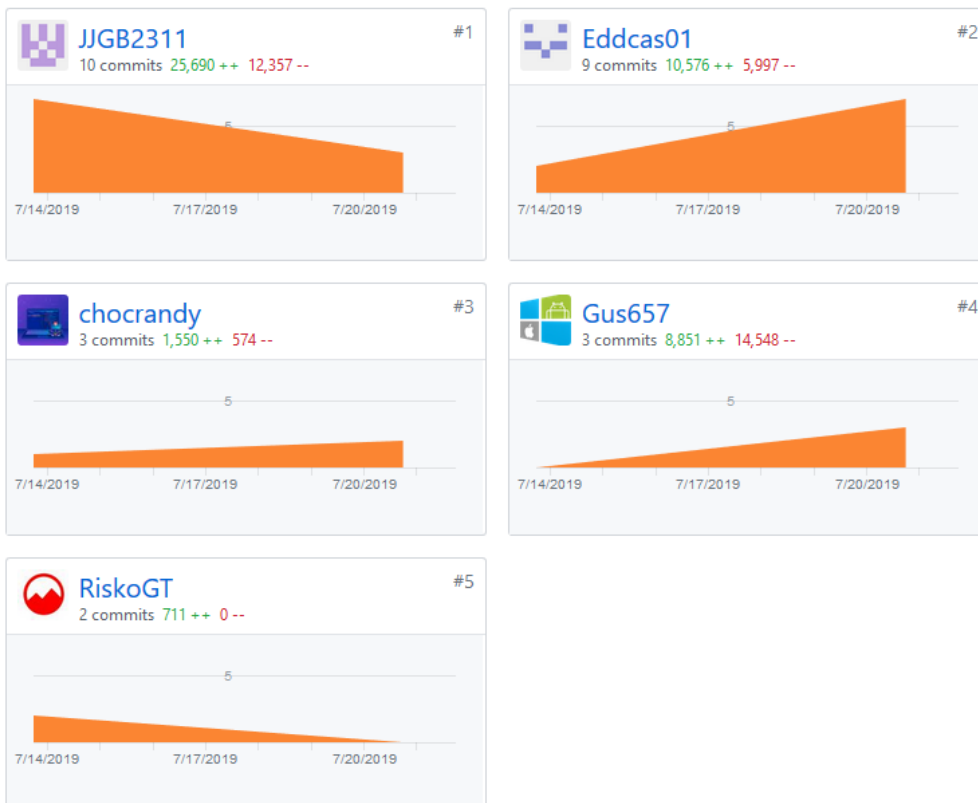 JJGB2311 #1
10 commits 25,690 ++ 12,357 --
5
7/14/2019 7/17/2019 7/20/2019
Eddcas01 #2
9 commits 10,576 ++ 5,997 --
5
7/14/2019 7/17/2019 7/20/2019
chocrandy #3
3 commits 1,550 ++ 574 --
5
7/14/2019 7/17/2019 7/20/2019
Gus657 #4
3 commits 8,851 ++ 14,548 --
5
7/14/2019 7/17/2019 7/20/2019
RiskoGT #5
2 commits 711 ++ 0 --
5
7/14/2019 7/17/2019 7/20/2019